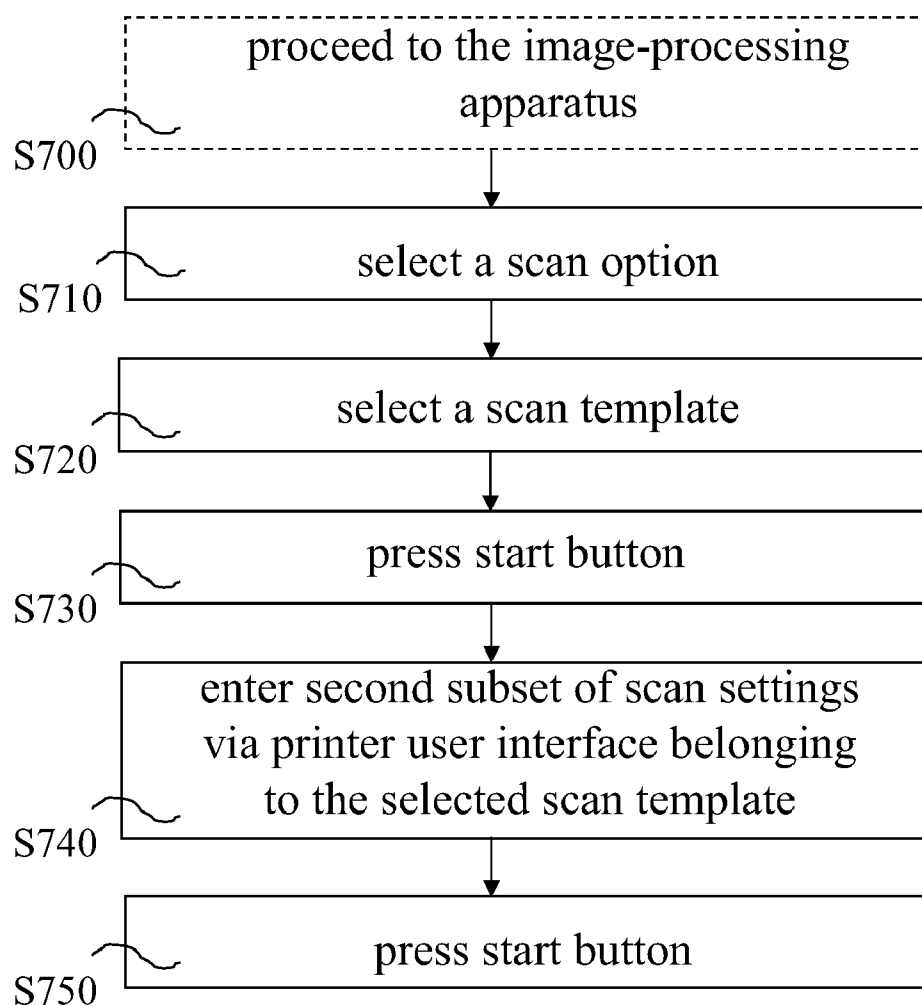 proceed to the image-processing
apparatus
S700
select a scan option
S710
select a scan template
S720
press start button
S730
enter second subset of scan settings
via printer user interface belonging
to the selected scan template
S740
press start button
S750